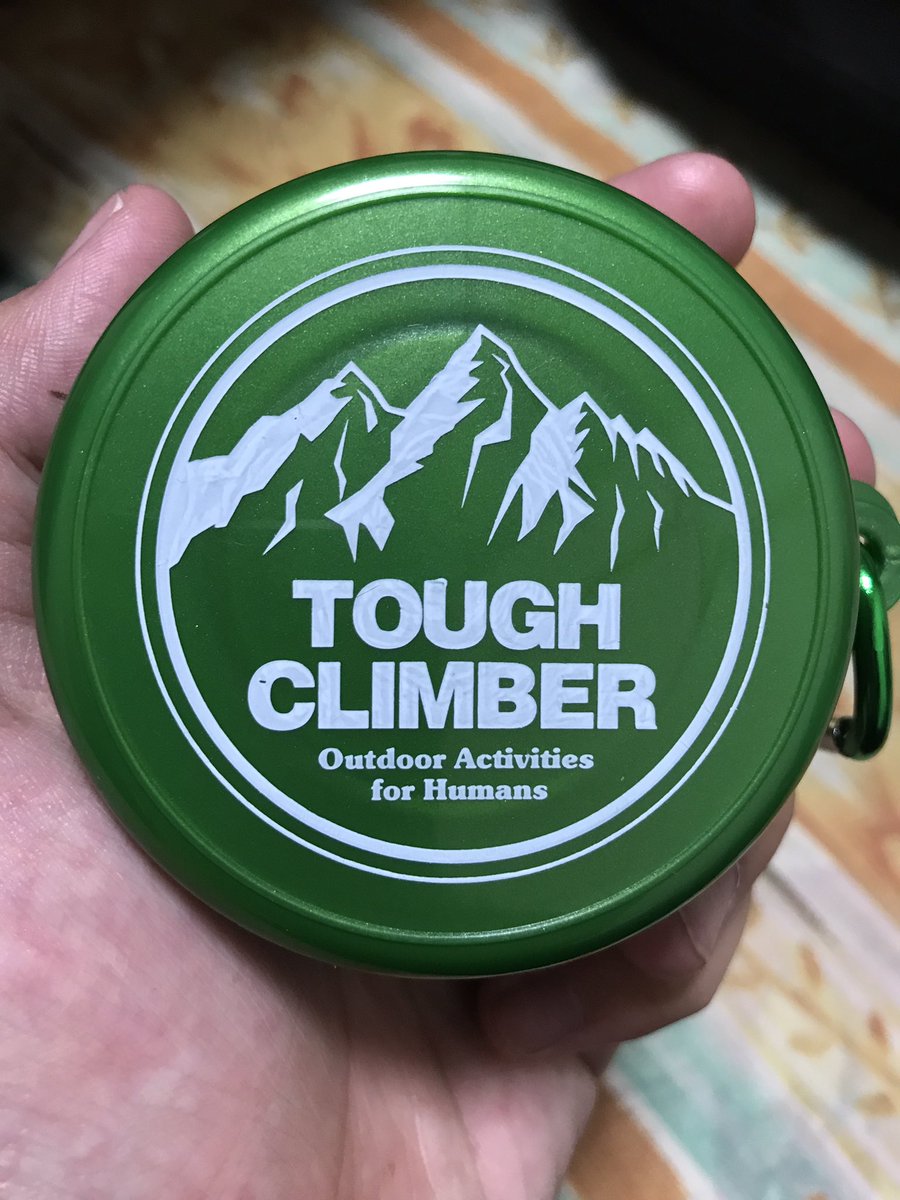 TOUGH
CLIMBER
Outdoor Activities
for Humans